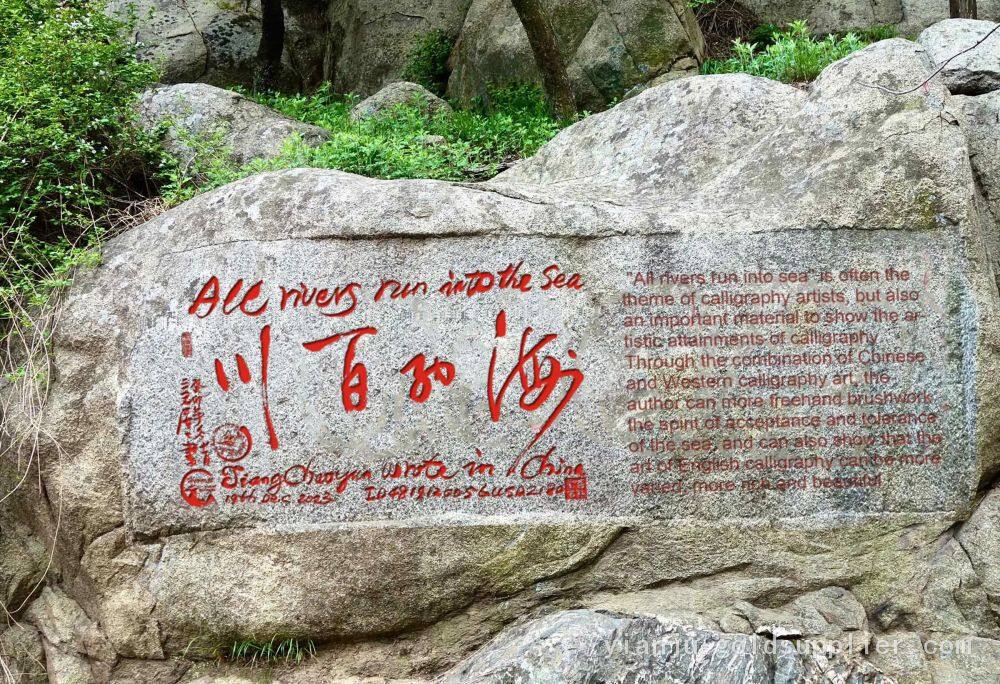 All rivers run into the Sea
海纳百川
wrote in China
"All rivers run into sea" is often the
theme of calligraphy artists, but also
an important material to show the ar-
tistic attainments of calligraphy.
Through the combination of Chinese
and Western calligraphy art, the
author can more freehand brushwork
the spirit of acceptance and tolerance
of the sea, and can also show that the
art of English calligraphy can be more
varied, more rich and beautiful